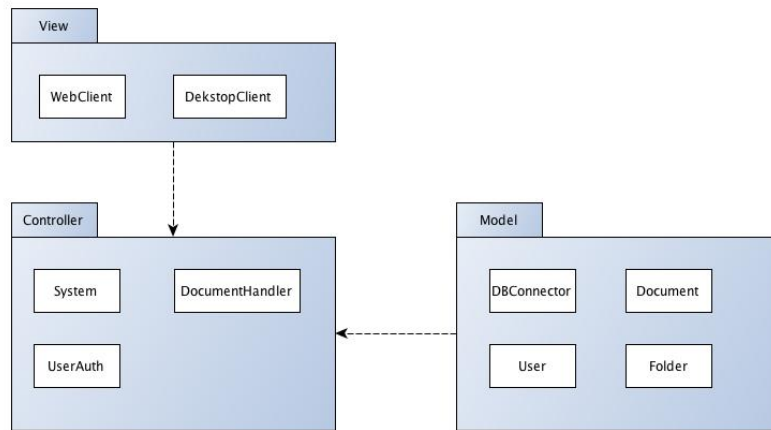 View
WebClient
DekstopClient
Controller
System
DocumentHandler
UserAuth
Model
DBConnector
Document
User
Folder